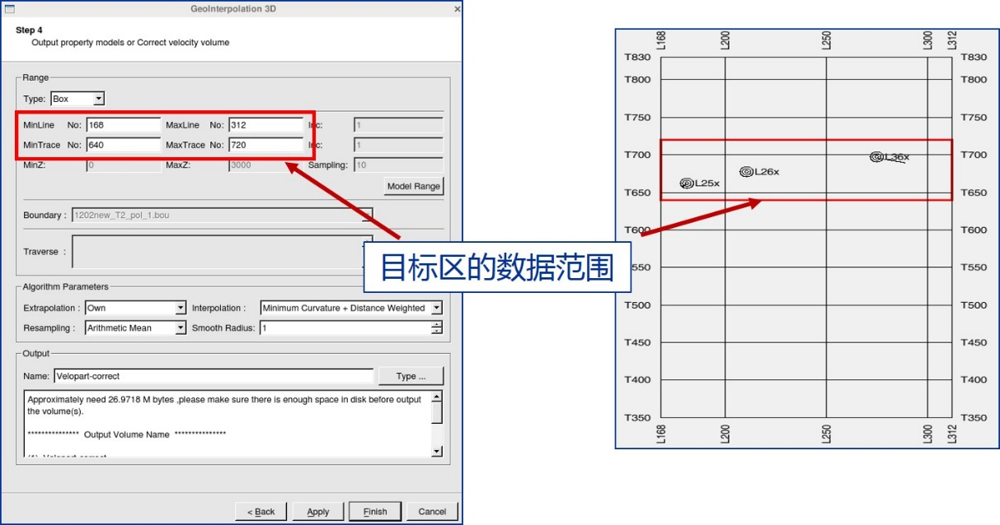 GeoInterpolation 3D
Step 4
Output property models or Correct velocity volume
Range
Type: Box
MinLine No: 168 MaxLine No: 312 Inc: 1
MinTrace No: 640 MaxTrace No: 720 Inc: 1
MinZ: 0 MaxZ: 3000 Sampling: 10
Model Range
Boundary : 1202new_T2_pol_1.bou
Traverse :
Algorithm Parameters
Extrapolation : Own Interpolation : Minimum Curvature + Distance Weighted
Resampling : Arithmetic Mean Smooth Radius: 1
Output
Name: Velopart-correct Type ...
Approximately need 26.9718 M bytes ,please make sure there is enough space in disk before output
the volume(s).
*************** Output Volume Name ***************
< Back Apply Finish Cancel
目标区的数据范围
L168 L200 L250 L300 L312
T830 T830
T800 T800
T750 T750
T700 L36x T700
L26x
L25x
T650 T650
T600 T600
T550
T500 T500
T450 T450
T400 T400
T350 T350
L168 L200 L250 L300 L312